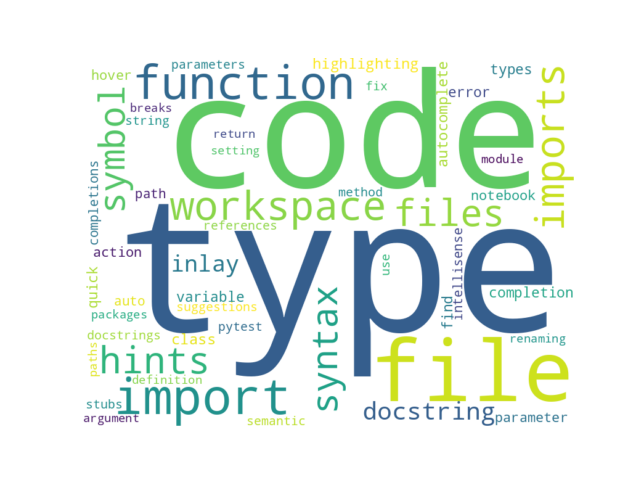 parameters
highlighting
types
hover
function
fix
autocomplete
error
imports
symbol
code
breaks
string
return
setting
module
completions
path
workspace
method
files
notebook
references
type
action
inlay
use
intellisense
quick
auto
variable
suggestions
find
completion
packages
pytest
syntax
docstrings
class
renaming
paths
hints
definition
file
import
stubs
argument
semantic
docstring
parameter